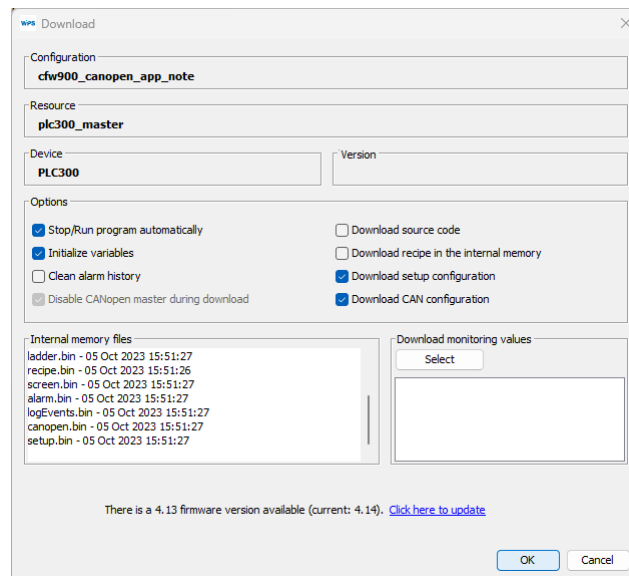 WPS Download
Configuration
cfw900_canopen_app_note
Resource
plc300_master
Device
PLC300
Version
Options
Stop/Run program automatically
Initialize variables
Clean alarm history
Disable CANopen master during download
Download source code
Download recipe in the internal memory
Download setup configuration
Download CAN configuration
Internal memory files
ladder.bin - 05 Oct 2023 15:51:27
recipe.bin - 05 Oct 2023 15:51:26
screen.bin - 05 Oct 2023 15:51:27
alarm.bin - 05 Oct 2023 15:51:27
logEvents.bin - 05 Oct 2023 15:51:27
canopen.bin - 05 Oct 2023 15:51:27
setup.bin - 05 Oct 2023 15:51:27
Download monitoring values
Select
There is a 4.13 firmware version available (current: 4.14). Click here to update
OK Cancel